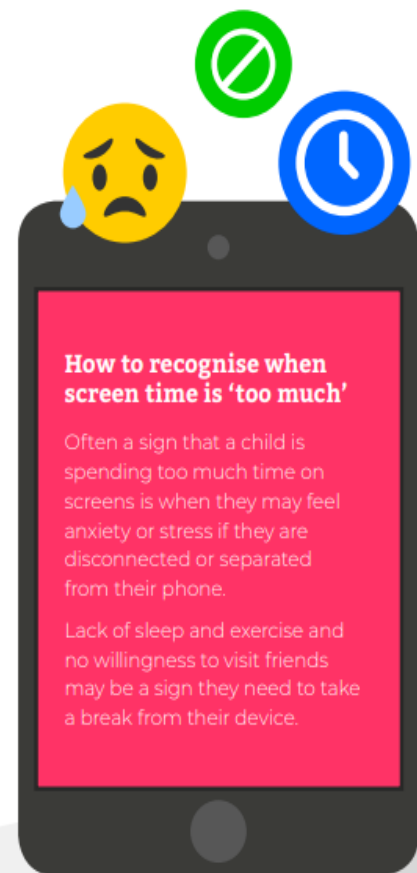 How to recognise when
screen time is ‘too much’
Often a sign that a child is
spending too much time on
screens is when they may feel
anxiety or stress if they are
disconnected or separated
from their phone.
Lack of sleep and exercise and
no willingness to visit friends
may be a sign they need to take
a break from their device.